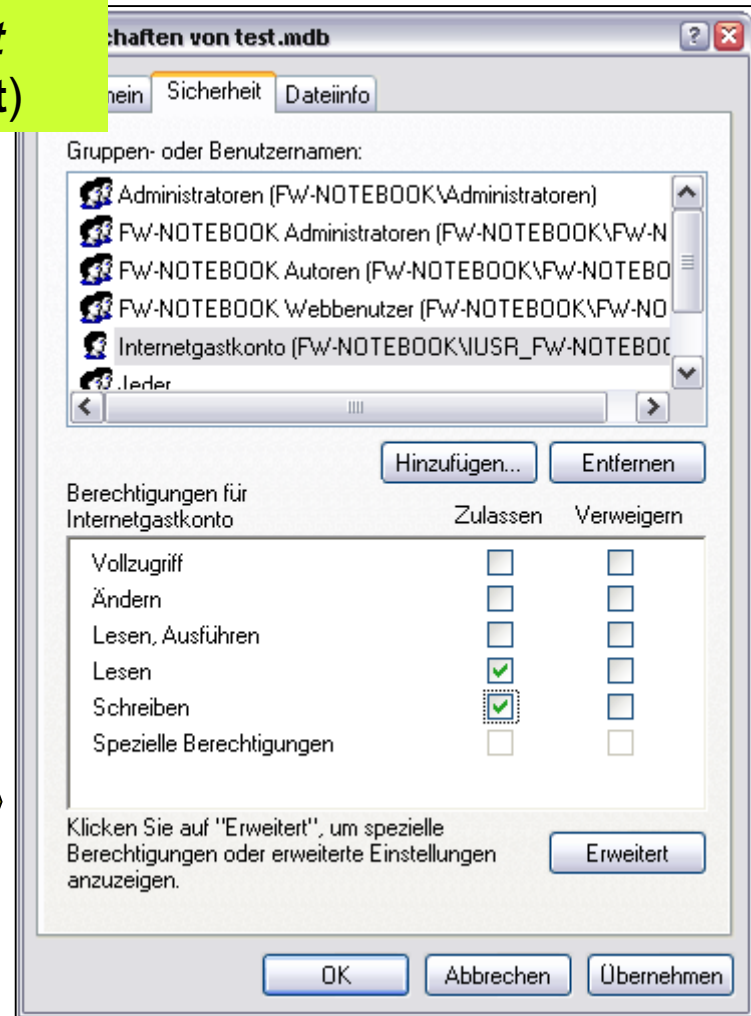 t
t)
chaften von test.mdb
nein Sicherheit Dateiinfo
Gruppen- oder Benutzernamen:
Administratoren (FW-NOTEBOOK\Administratoren)
FW-NOTEBOOK Administratoren (FW-NOTEBOOK\FW-N
FW-NOTEBOOK Autoren (FW-NOTEBOOK\FW-NOTEBO
FW-NOTEBOOK Webbenutzer (FW-NOTEBOOK\FW-NO
Internetgastkonto (FW-NOTEBOOK\IUSR_FW-NOTEBOO
Jeder
Hinzufügen... Entfernen
Berechtigungen für
Internetgastkonto Zulassen Verweigern
Vollzugriff
Ändern
Lesen, Ausführen
Lesen
Schreiben
Spezielle Berechtigungen
Klicken Sie auf "Erweitert", um spezielle
Berechtigungen oder erweiterte Einstellungen
anzuzeigen.
Erweitert
OK Abbrechen Übernehmen